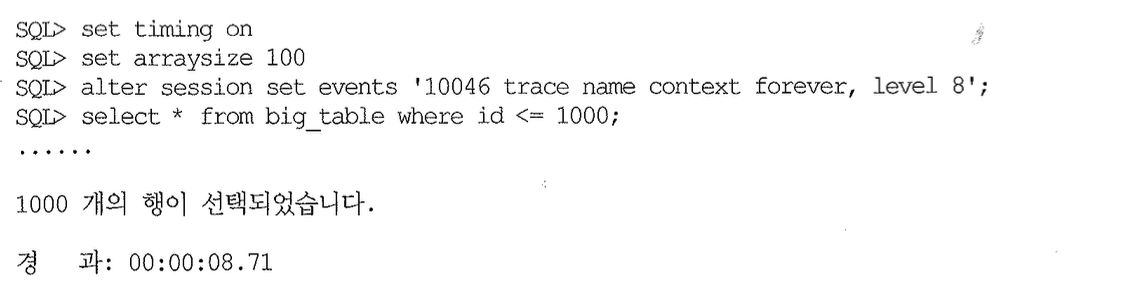 SQL> set timing on
SQL> set arraysize 100
SQL> alter session set events '10046 trace name context forever, level 8';
SQL> select * from big_table where id <= 1000;
......
1000 개의 행이 선택되었습니다.
경 과: 00:00:08.71